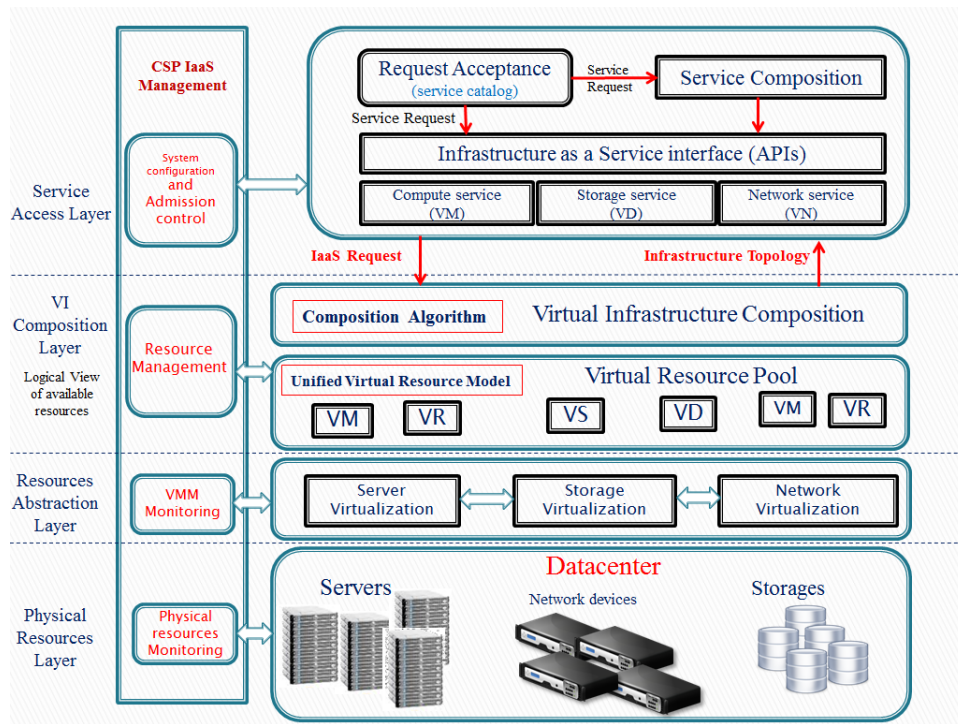 CSP IaaS
Management
Request Acceptance
(service catalog)
Service
Request
Service Composition
Service Request
Infrastructure as a Service interface (APIs)
Compute service
(VM)
Storage service
(VD)
Network service
(VN)
System
configuration
and
Admission
control
Service
Access Layer
IaaS Request
Infrastructure Topology
VI
Composition
Layer
Logical View
of available
resources
Resource
Management
Composition Algorithm
Virtual Infrastructure Composition
Unified Virtual Resource Model
Virtual Resource Pool
VM
VR
VS
VD
VM
VR
Resources
Abstraction
Layer
VMM
Monitoring
Server
Virtualization
Storage
Virtualization
Network
Virtualization
Physical
Resources
Layer
Physical
resources
Monitoring
Datacenter
Servers
Network devices
Storages